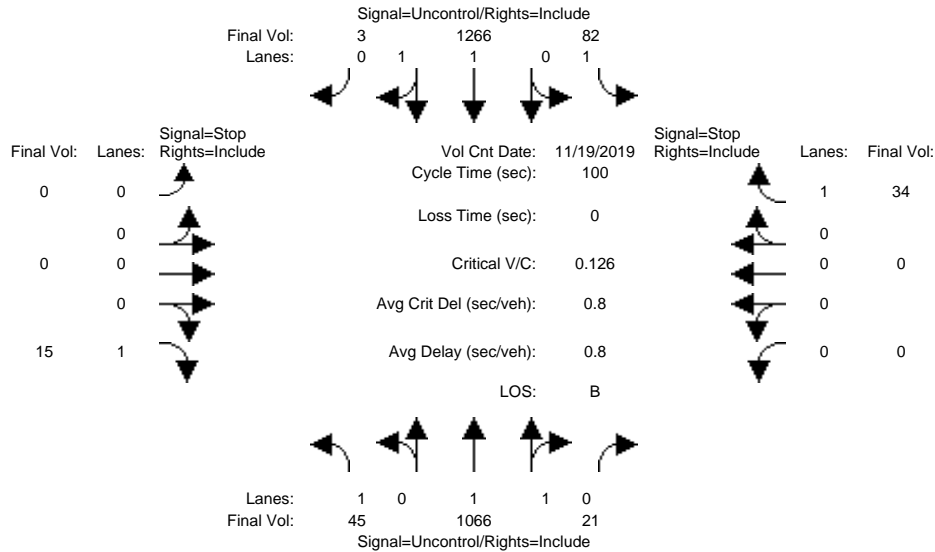 Signal=Uncontrol/Rights=Include
Final Vol: 3 1266 82
Lanes: 0 1 1 0 1
Signal=Stop Signal=Stop
Final Vol: Lanes: Rights=Include Vol Cnt Date: 11/19/2019 Rights=Include Lanes: Final Vol:
Cycle Time (sec): 100
0 0 1 34
Loss Time (sec): 0
0 0
0 0 Critical V/C: 0.126 0 0
0 Avg Crit Del (sec/veh): 0.8 0
15 1 Avg Delay (sec/veh): 0.8 0 0
LOS: B
Lanes: 1 0 1 1 0
Final Vol: 45 1066 21
Signal=Uncontrol/Rights=Include